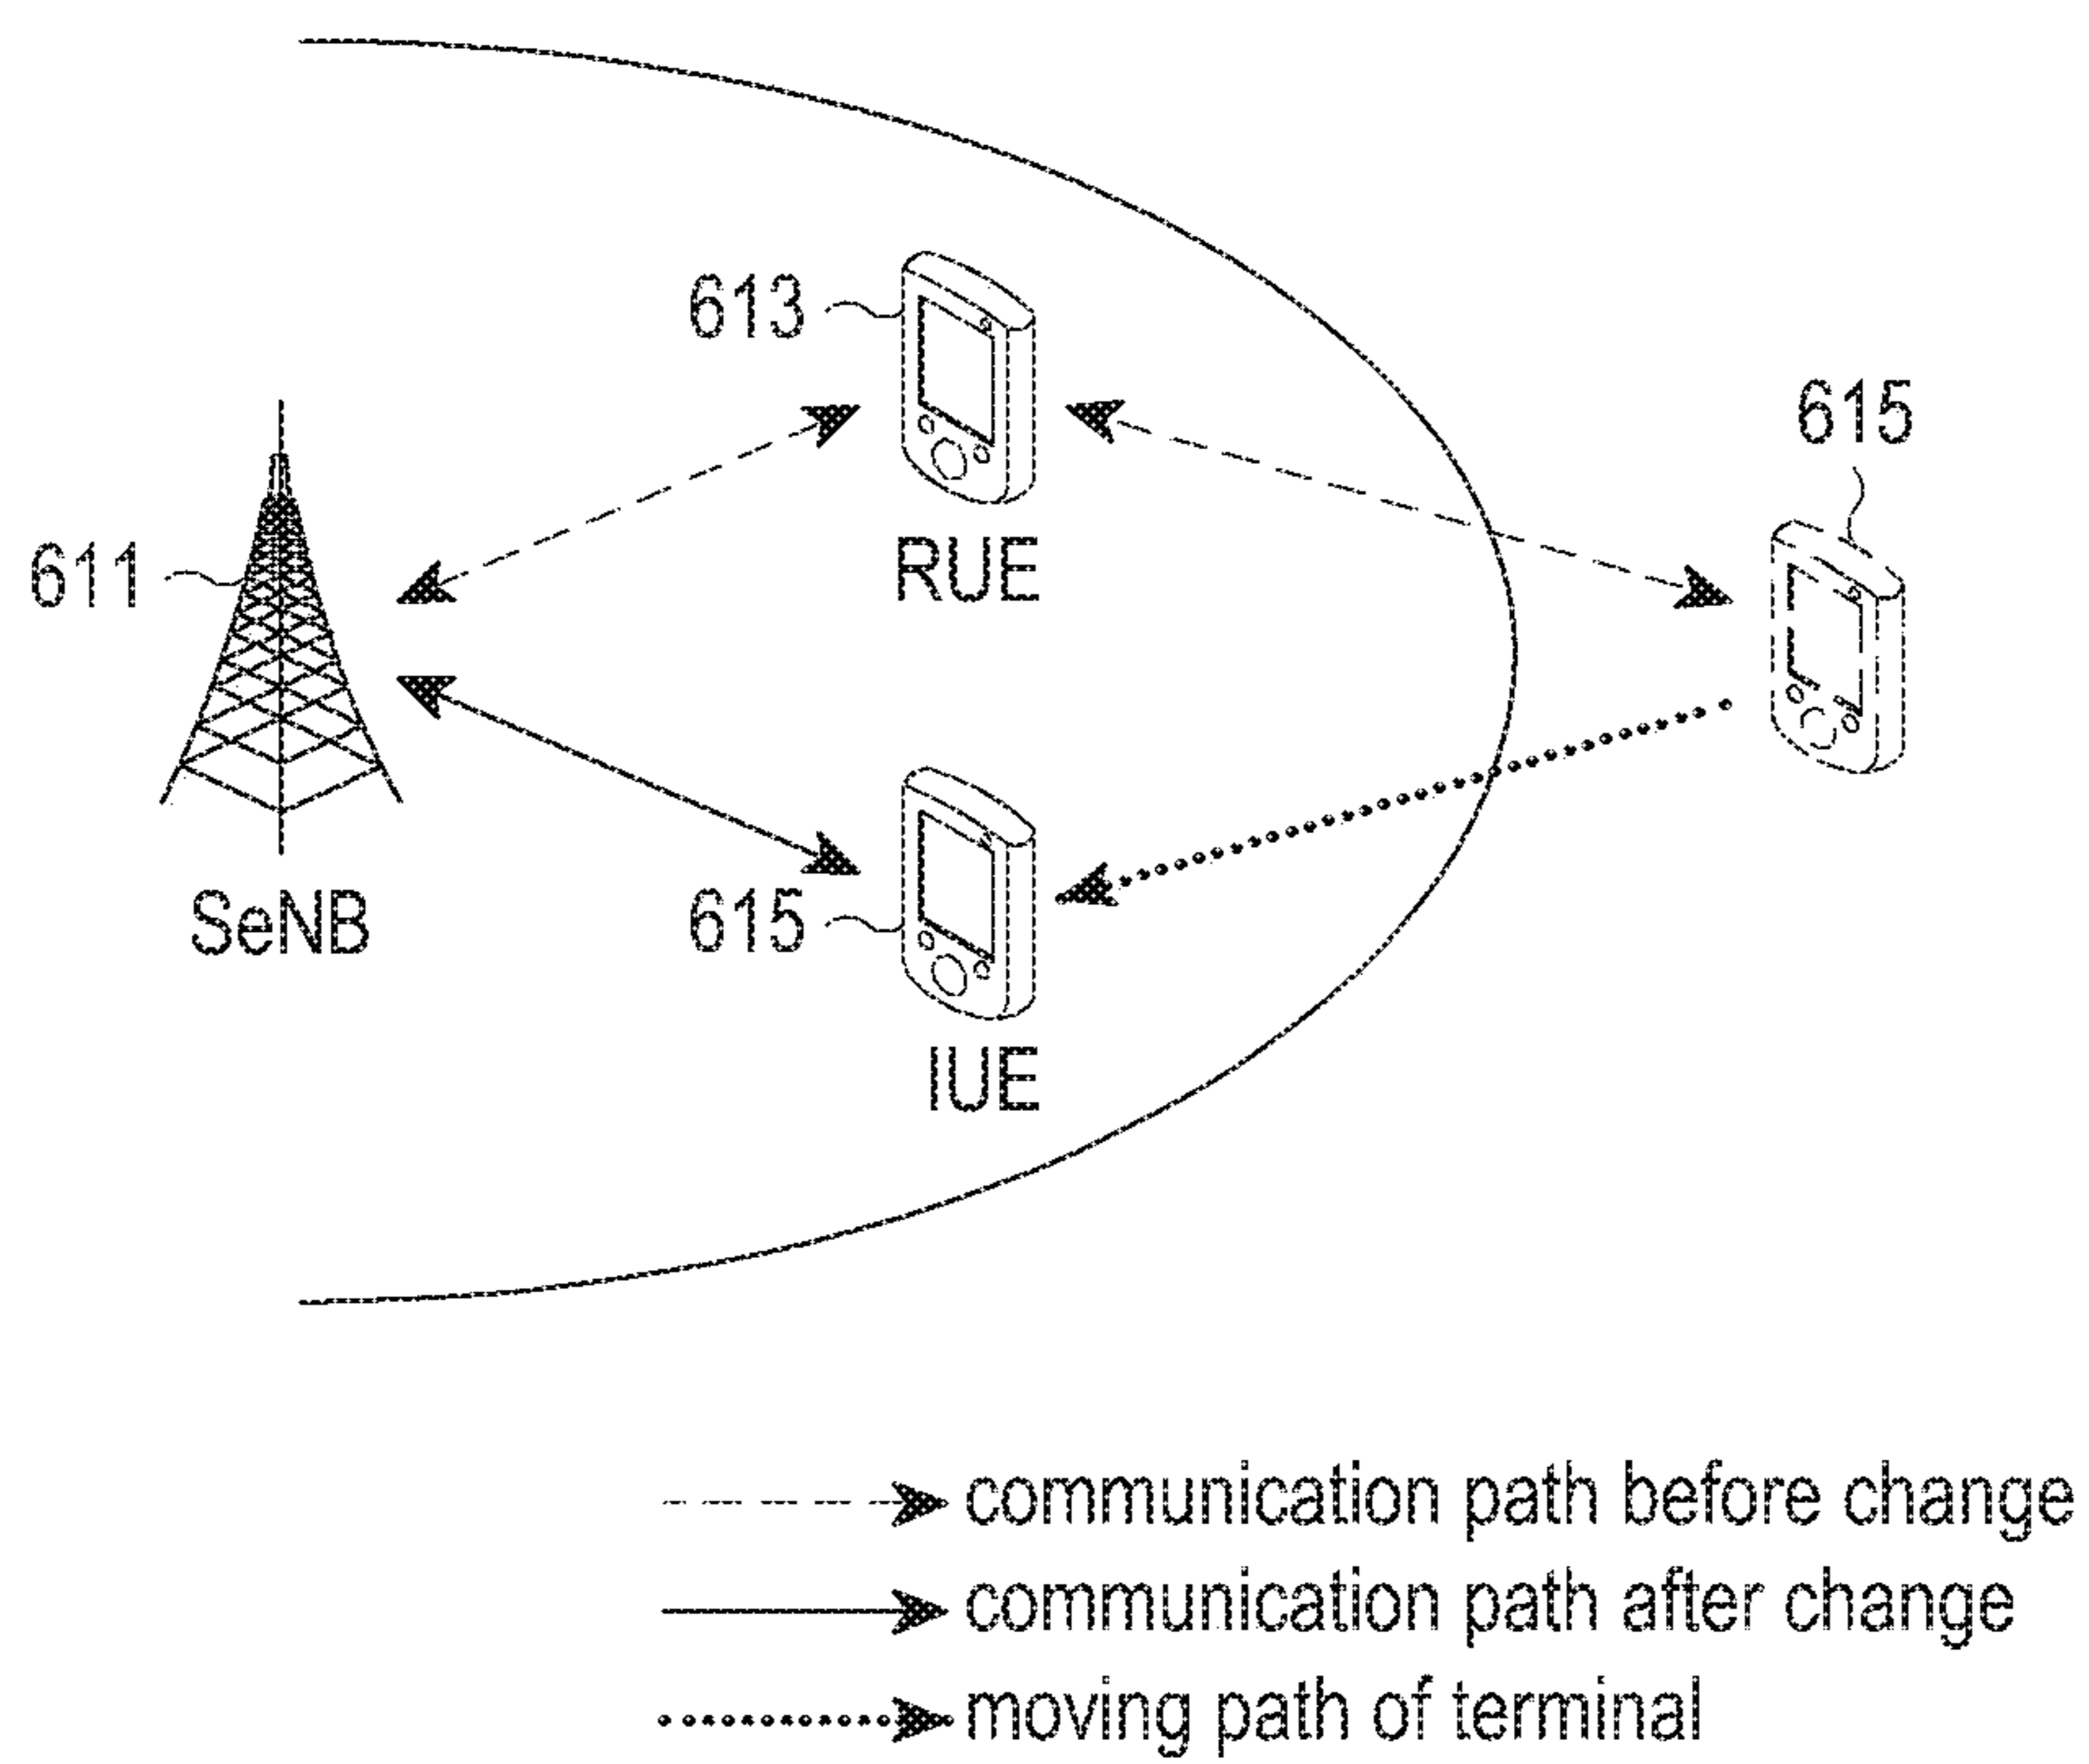 613
615
611
RUE
SeNB
615
IUE
communication path before change
communication path after change
moving path of terminal